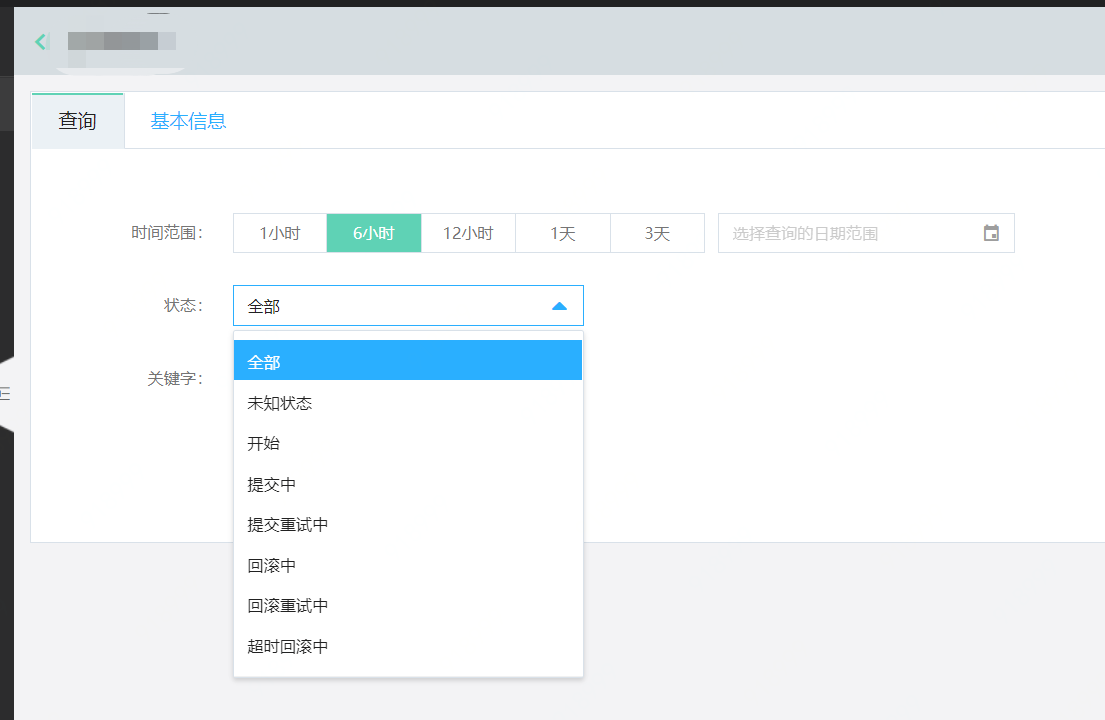 查询 基本信息
时间范围： 1小时 6小时 12小时 1天 3天 选择查询的日期范围
状态： 全部
全部
关键字：
未知状态
开始
提交中
提交重试中
回滚中
回滚重试中
超时回滚中